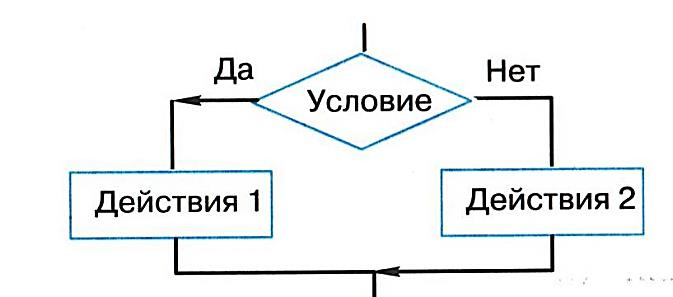 Да
Нет
Условие
Действия 1
Действия 2